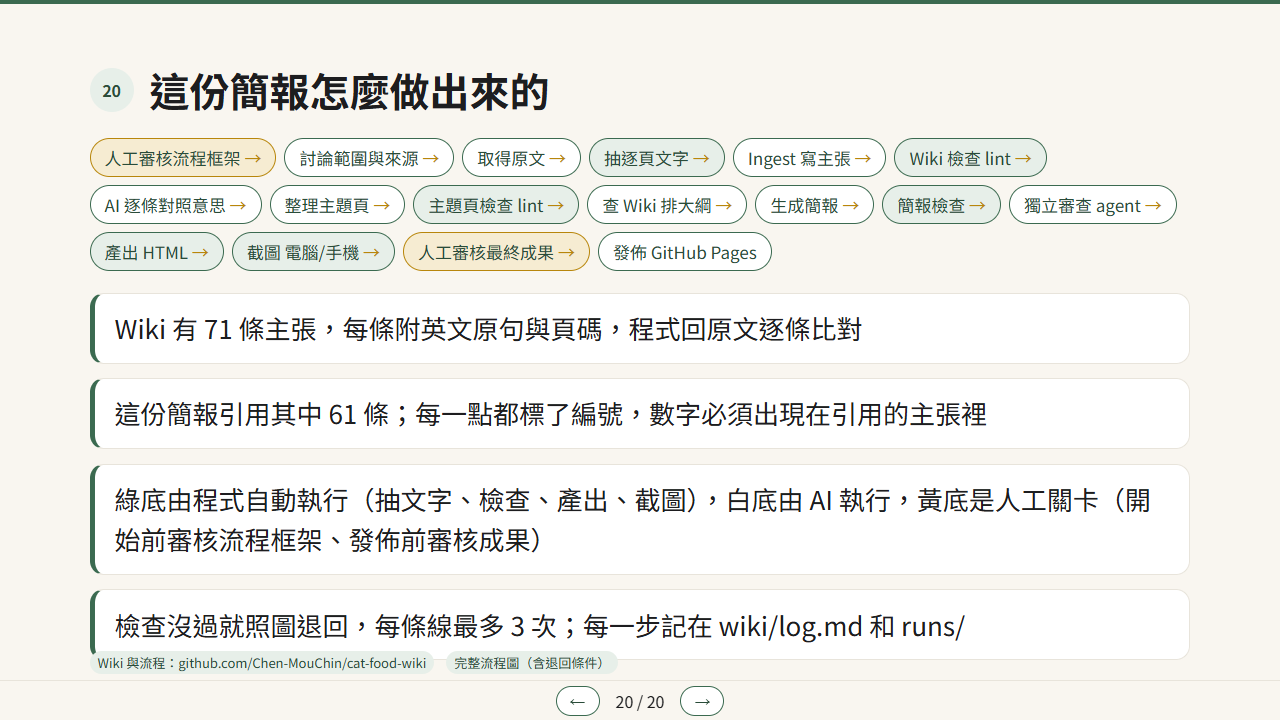 20 這份簡報怎麼做出來的
人工審核流程框架 → 討論範圍與來源 → 取得原文 → 抽逐頁文字 → Ingest 寫主張 → Wiki 檢查 lint →
AI 逐條對照意思 → 整理主題頁 → 主題頁檢查 lint → 查 Wiki 排大綱 → 生成簡報 → 簡報檢查 → 獨立審查 agent →
產出 HTML → 截圖 電腦/手機 → 人工審核最終成果 → 發佈 GitHub Pages
Wiki 有 71 條主張，每條附英文原句與頁碼，程式回原文逐條比對
這份簡報引用其中 61 條；每一點都標了編號，數字必須出現在引用的主張裡
綠底由程式自動執行（抽文字、檢查、產出、截圖），白底由 AI 執行，黃底是人工關卡（開
始前審核流程框架、發佈前審核成果）
檢查沒過就照圖退回，每條線最多 3 次；每一步記在 wiki/log.md 和 runs/
Wiki 與流程：github.com/Chen-MouChin/cat-food-wiki 完整流程圖（含退回條件）
← 20 / 20 →